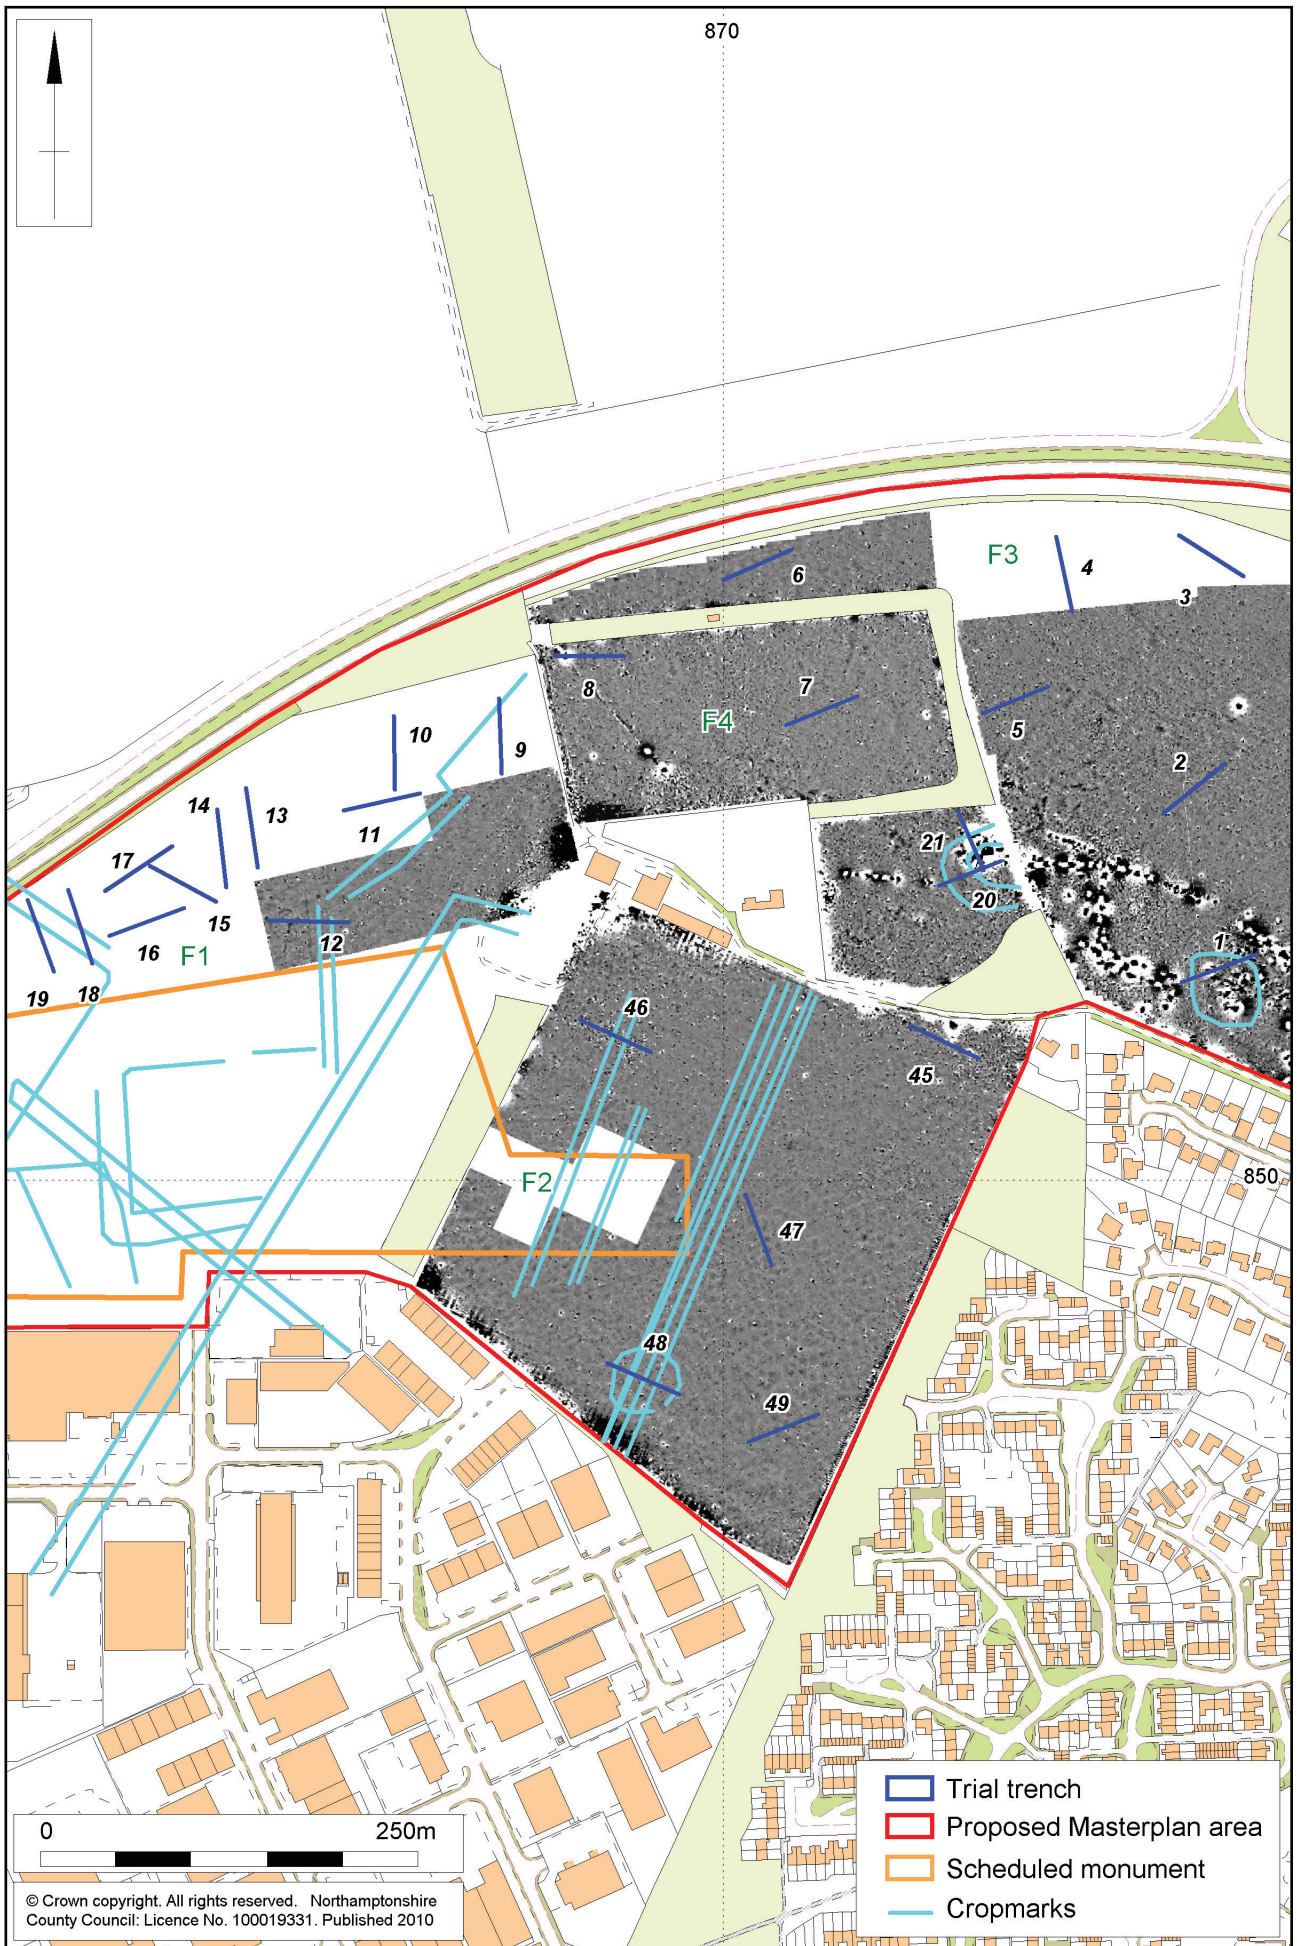 870
F3
6
4
3
8
7
F4
5
10
9
2
14
13
11
21
17
20
15
12
1
16
F1
19
18
46
45
F2
850
47
48
49
Trial trench
Proposed Masterplan area
Scheduled monument
Cropmarks
0 250m
© Crown copyright. All rights reserved. Northamptonshire
County Council: Licence No. 100019331. Published 2010